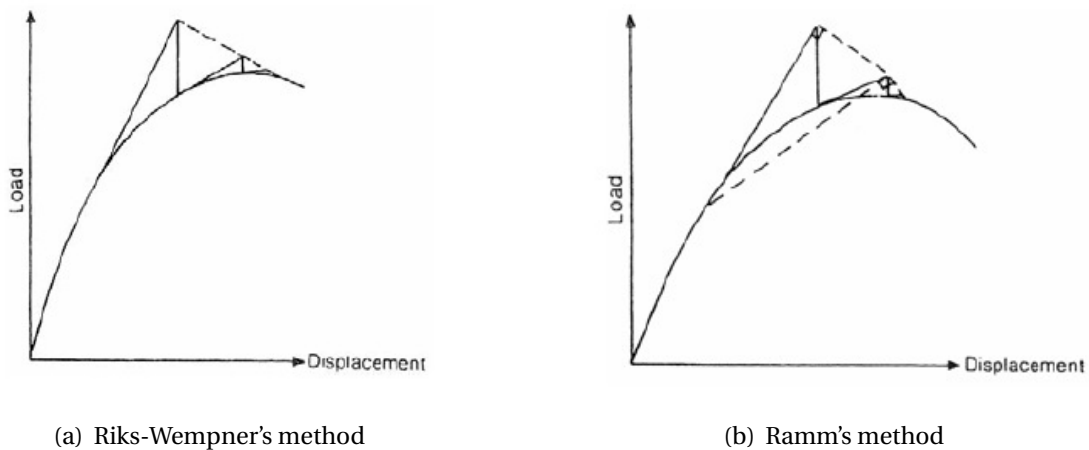 Load
Displacement
Load
Displacement
(a) Riks-Wempner's method
(b) Ramm's method